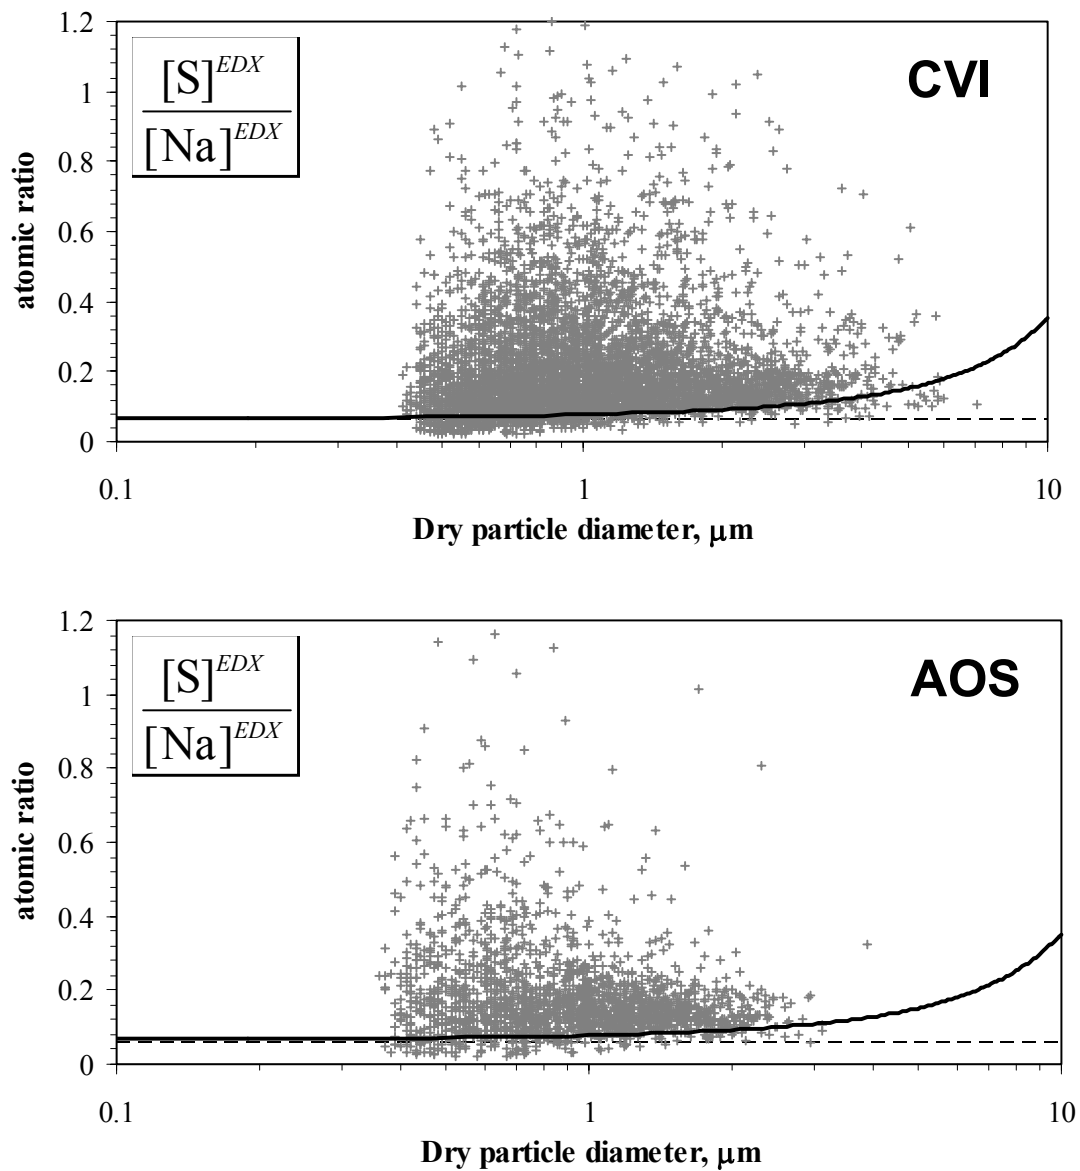 1.2
[S]^EDX
[Na]^EDX
CVI
1
0.8
0.6
0.4
0.2
0
atomic ratio
0.1 1 10
Dry particle diameter, μm
1.2
[S]^EDX
[Na]^EDX
AOS
1
0.8
0.6
0.4
0.2
0
atomic ratio
0.1 1 10
Dry particle diameter, μm